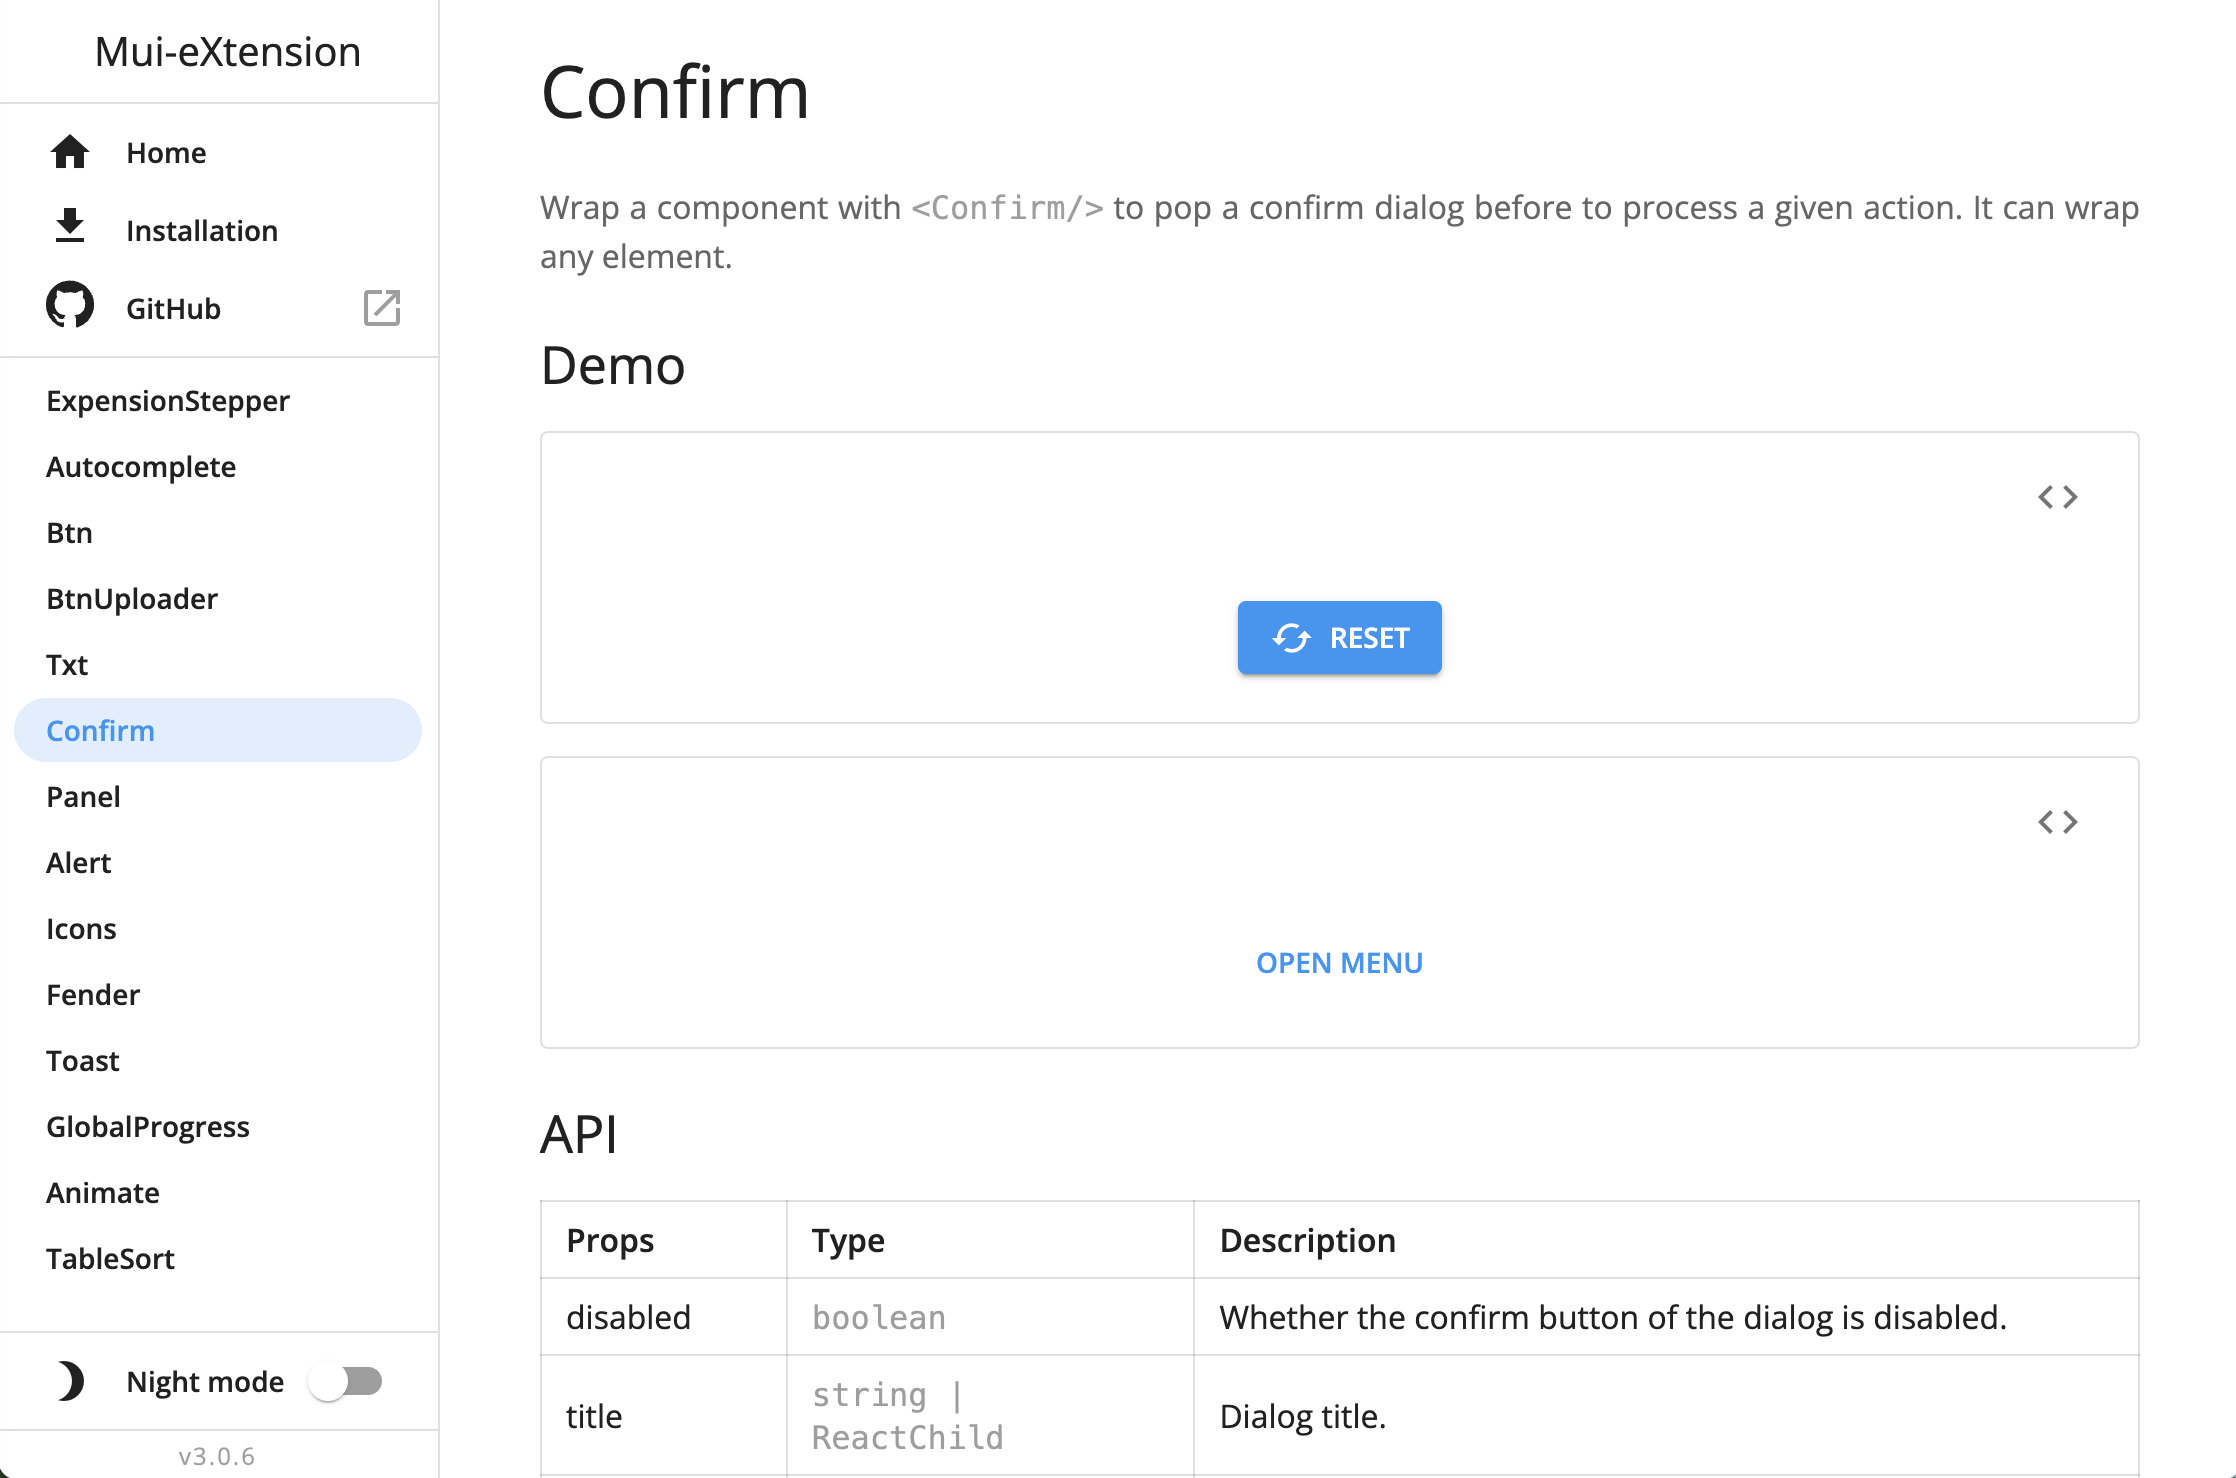 Mui-eXtension
Home
Installation
GitHub
ExpensionStepper
Autocomplete
Btn
BtnUploader
Txt
Confirm
Panel
Alert
Icons
Fender
Toast
GlobalProgress
Animate
TableSort
Night mode
v3.0.6
Confirm
Wrap a component with <Confirm/> to pop a confirm dialog before to process a given action. It can wrap
any element.
Demo
RESET
OPEN MENU
API
Props Type Description
disabled boolean Whether the confirm button of the dialog is disabled.
title string | ReactChild Dialog title.